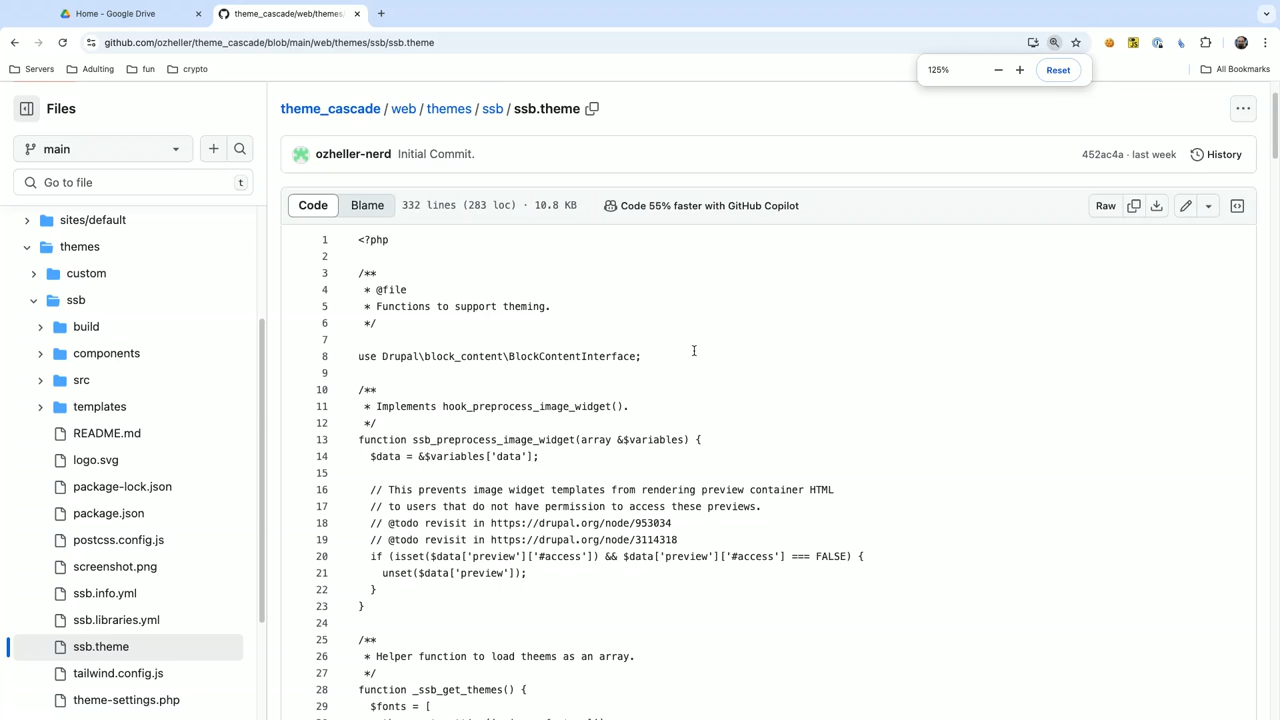 Home - Google Drive
theme_cascade/web/themes/
github.com/ozheller/theme_cascade/blob/main/web/themes/ssb/ssb.theme
Servers
Adulting
fun
crypto
All Bookmarks
125%
Reset
Files
main
Go to file
t
sites/default
themes
custom
ssb
build
components
src
templates
README.md
logo.svg
package-lock.json
package.json
postcss.config.js
screenshot.png
ssb.info.yml
ssb.libraries.yml
ssb.theme
tailwind.config.js
theme-settings.php
theme_cascade / web / themes / ssb / ssb.theme
ozheller-nerd Initial Commit.
452ac4a · last week
History
Code
Blame
332 lines (283 loc) · 10.8 KB
Code 55% faster with GitHub Copilot
Raw
1 <?php
2
3 /**
4 * @file
5 * Functions to support theming.
6 */
7
8 use Drupal\block_content\BlockContentInterface;
9
10 /**
11 * Implements hook_preprocess_image_widget().
12 */
13 function ssb_preprocess_image_widget(array &$variables) {
14 $data = &$variables['data'];
15
16 // This prevents image widget templates from rendering preview container HTML
17 // to users that do not have permission to access these previews.
18 // @todo revisit in https://drupal.org/node/953034
19 // @todo revisit in https://drupal.org/node/3114318
20 if (isset($data['preview']['#access']) && $data['preview']['#access'] === FALSE) {
21 unset($data['preview']);
22 }
23 }
24
25 /**
26 * Helper function to load theems as an array.
27 */
28 function _ssb_get_themes() {
29 $fonts = [